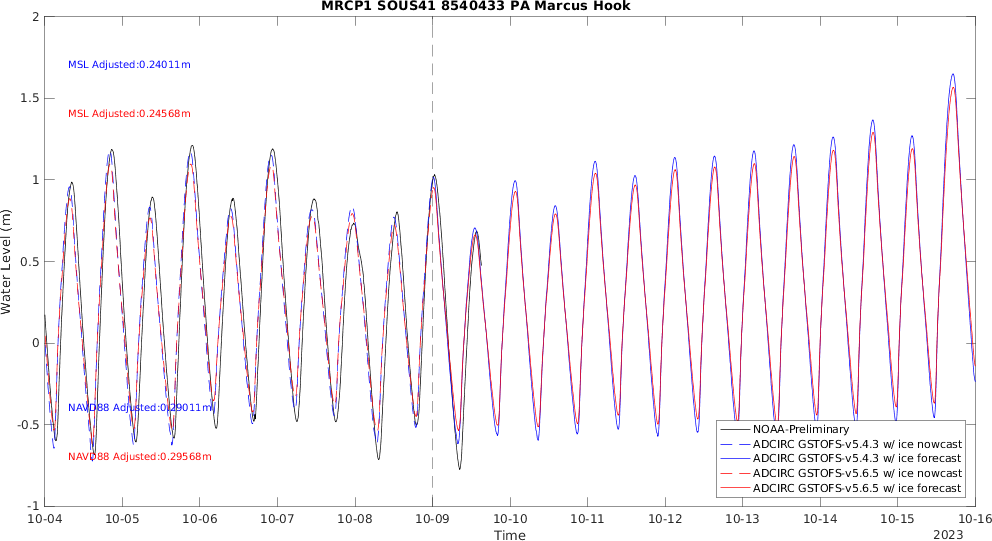 MRCP1 SOUS41 8540433 PA Marcus Hook
Water Level (m)
2
1.5
1
0.5
0
-0.5
-1
MSL Adjusted:0.24011m
MSL Adjusted:0.24568m
NAVD88 Adjusted:0.29011m
NAVD88 Adjusted:0.29568m
NOAA-Preliminary
ADCIRC GSTOFS-v5.4.3 w/ ice nowcast
ADCIRC GSTOFS-v5.4.3 w/ ice forecast
ADCIRC GSTOFS-v5.6.5 w/ ice nowcast
ADCIRC GSTOFS-v5.6.5 w/ ice forecast
10-04 10-05 10-06 10-07 10-08 10-09 10-10 10-11 10-12 10-13 10-14 10-15 10-16
Time
2023